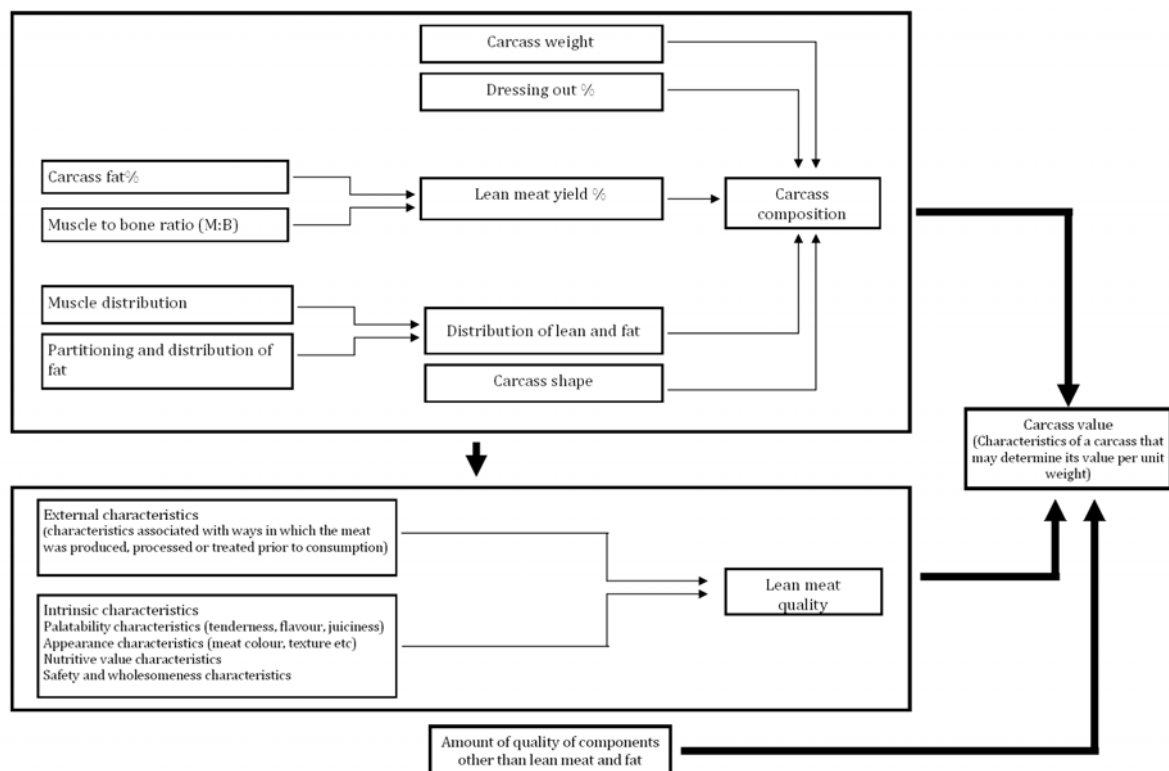 Carcass weight
Dressing out %
Carcass fat%
Muscle to bone ratio (M:B)
Lean meat yield %
Carcass
composition
Muscle distribution
Partitioning and distribution of
fat
Distribution of lean and fat
Carcass shape
Carcass value
(Characteristics of a carcass that
may determine its value per unit
weight)
External characteristics
(characteristics associated with ways in which the meat
was produced, processed or treated prior to consumption)
Intrinsic characteristics
Palatability characteristics (tenderness, flavour, juiciness)
Appearance characteristics (meat colour, texture etc)
Nutritive value characteristics
Safety and wholesomeness characteristics
Lean meat
quality
Amount of quality of components
other than lean meat and fat